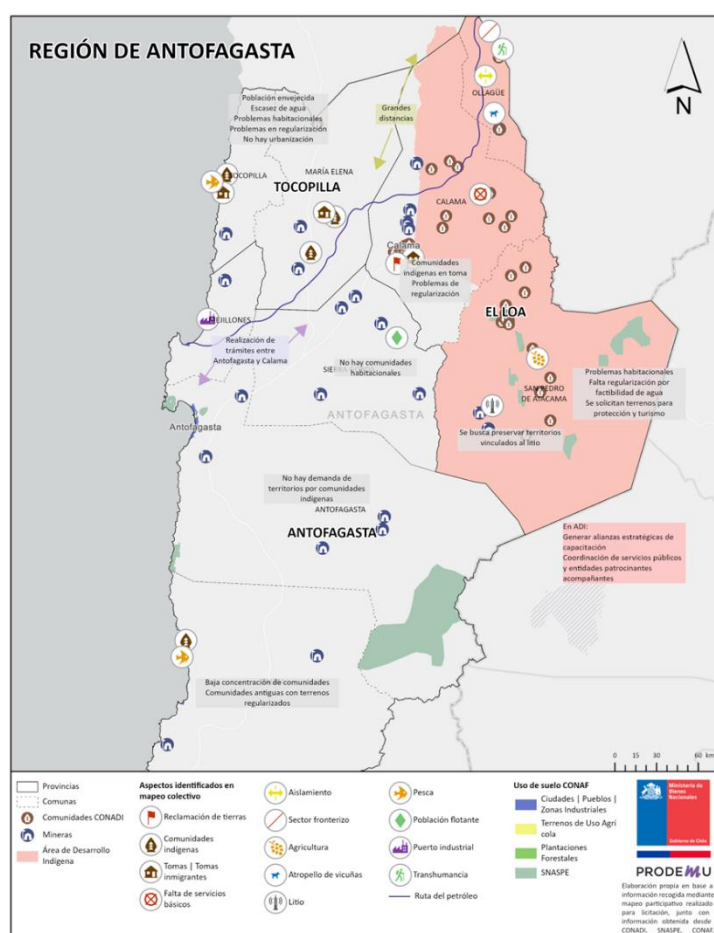 REGIÓN DE ANTOFAGASTA
N
Población envejecida
Escasez de agua
Problemas habitacionales
Problemas en regularización
No hay urbanización
Grandes
distancias
OLLAGÜE
TOCOPILLA
MARÍA ELENA
TOCOPILLA
CALAMA
Calama
Comunidades
indígenas en toma
Problemas de
regularización
EL LOA
EJILLONES
Realización de
trámites entre
Antofagasta y Calama
No hay comunidades
habitacionales
SIERRA
ANTOFAGASTA
Problemas habitacionales
Falta regularización por
factibilidad de agua
Se solicitan terrenos para
protección y turismo
SAN PEDRO
DE ATACAMA
Antofagasta
Se busca preservar territorios
vinculados al litio
No hay demanda de
territorios por comunidades
indígenas
ANTOFAGASTA
ANTOFAGASTA
En ADI:
Generar alianzas estratégicas de
capacitación
Coordinación de servicios públicos
y entidades patrocinantes
acompañantes
Baja concentración de comunidades
Comunidades antiguas con terrenos
regularizados
0 15 30 45 60 km
Provincias
Comunas
Comunidades CONADI
Mineras
Área de Desarrollo
Indígena
Aspectos identificados en
mapeo colectivo
Reclamación de tierras
Comunidades
indígenas
Tomas | Tomas
inmigrantes
Falta de servicios
básicos
Aislamiento
Sector fronterizo
Agricultura
Atropello de vicuñas
Litio
Pesca
Población flotante
Puerto industrial
Transhumancia
Ruta del petróleo
Uso de suelo CONAF
Ciudades | Pueblos |
Zonas Industriales
Terrenos de Uso Agrí
cola
Plantaciones
Forestales
SNASPE
Ministerio de
Bienes
Nacionales
Gobierno de Chile
PRODEMU
Elaboración propia en base a
información recogida mediante
mapeo participativo realizado
para licitación, junto con
información obtenida desde
CONADI, SNASPE, CONAF.